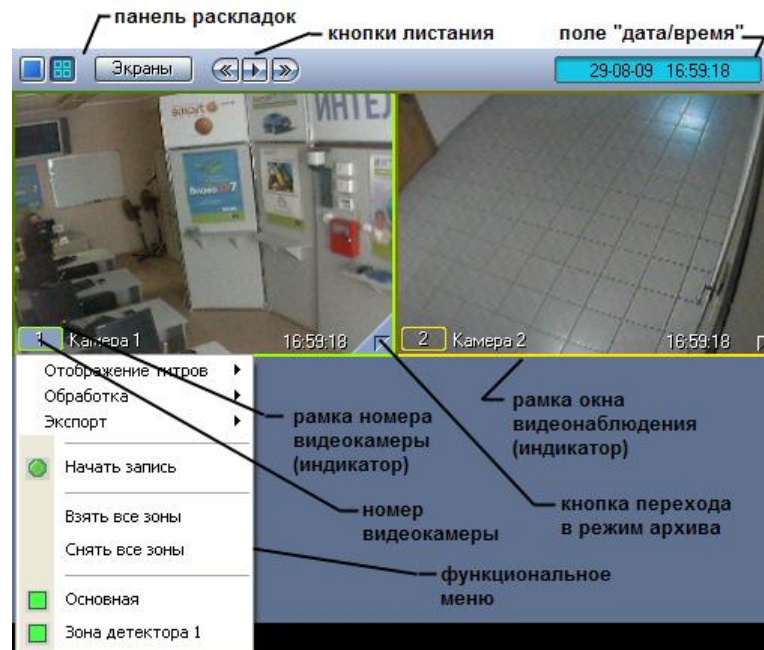 панель раскладок
кнопки листания
поле "дата/время"
Экраны
29-08-09 16:59:18
smart
ИНТЕЛ
1 Камера 1 16:59:18
2 Камера 2 16:59:18
Отображение титров
Обработка
Экспорт
Начать запись
Взять все зоны
Снять все зоны
Основная
Зона детектора 1
рамка номера
видеокамеры
(индикатор)
рамка окна
видеонаблюдения
(индикатор)
номер
видеокамеры
кнопка перехода
в режим архива
функциональное
меню